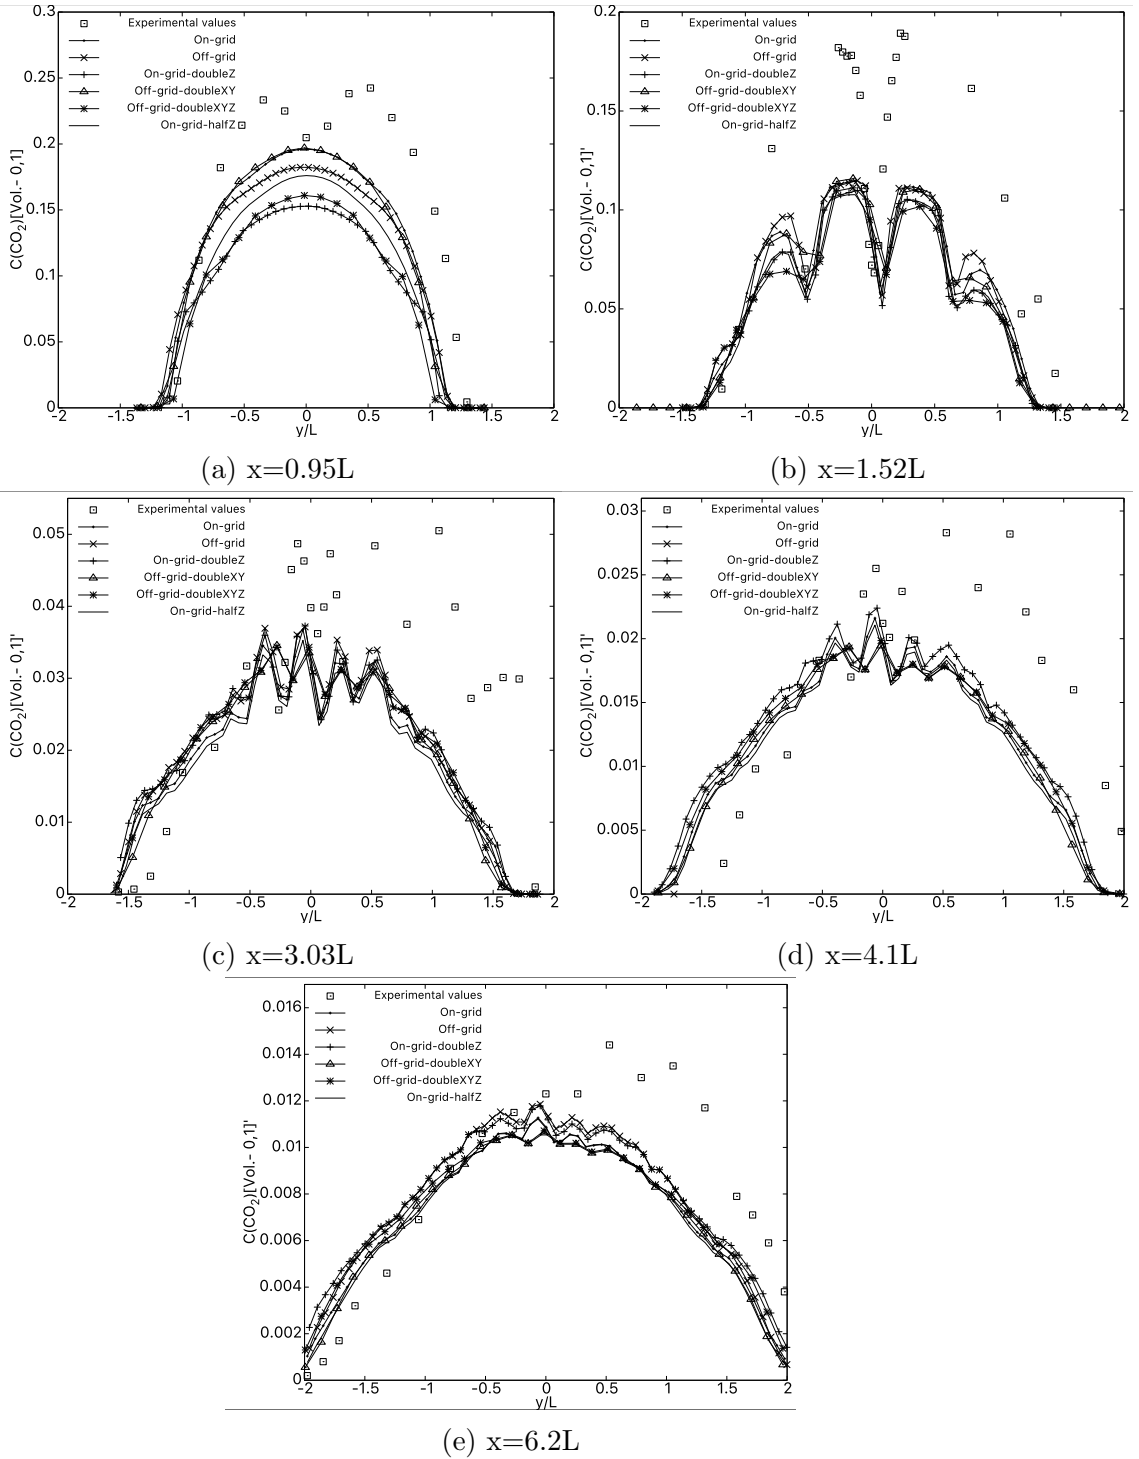 0.3
0.25
0.2
0.15
0.1
0.05
0
-2 -1.5 -1 -0.5 0 0.5 1 1.5 2
y/L
C(CO2)[Vol.- 0,1]
Experimental values
On-grid
Off-grid
On-grid-doubleZ
Off-grid-doubleXY
Off-grid-doubleXYZ
On-grid-halfZ
(a) x=0.95L
0.2
0.15
0.1
0.05
0
-2 -1.5 -1 -0.5 0 0.5 1 1.5 2
y/L
C(CO2)[Vol.- 0,1]'
Experimental values
On-grid
Off-grid
On-grid-doubleZ
Off-grid-doubleXY
Off-grid-doubleXYZ
On-grid-halfZ
(b) x=1.52L
0.05
0.04
0.03
0.02
0.01
0
-2 -1.5 -1 -0.5 0 0.5 1 1.5 2
y/L
C(CO2)[Vol.- 0,1]'
Experimental values
On-grid
Off-grid
On-grid-doubleZ
Off-grid-doubleXY
Off-grid-doubleXYZ
On-grid-halfZ
(c) x=3.03L
0.03
0.025
0.02
0.015
0.01
0.005
0
-2 -1.5 -1 -0.5 0 0.5 1 1.5 2
y/L
C(CO2)[Vol.- 0,1]'
Experimental values
On-grid
Off-grid
On-grid-doubleZ
Off-grid-doubleXY
Off-grid-doubleXYZ
On-grid-halfZ
(d) x=4.1L
0.016
0.014
0.012
0.01
0.008
0.006
0.004
0.002
0
-2 -1.5 -1 -0.5 0 0.5 1 1.5 2
y/L
C(CO2)[Vol.- 0,1]'
Experimental values
On-grid
Off-grid
On-grid-doubleZ
Off-grid-doubleXY
Off-grid-doubleXYZ
On-grid-halfZ
(e) x=6.2L